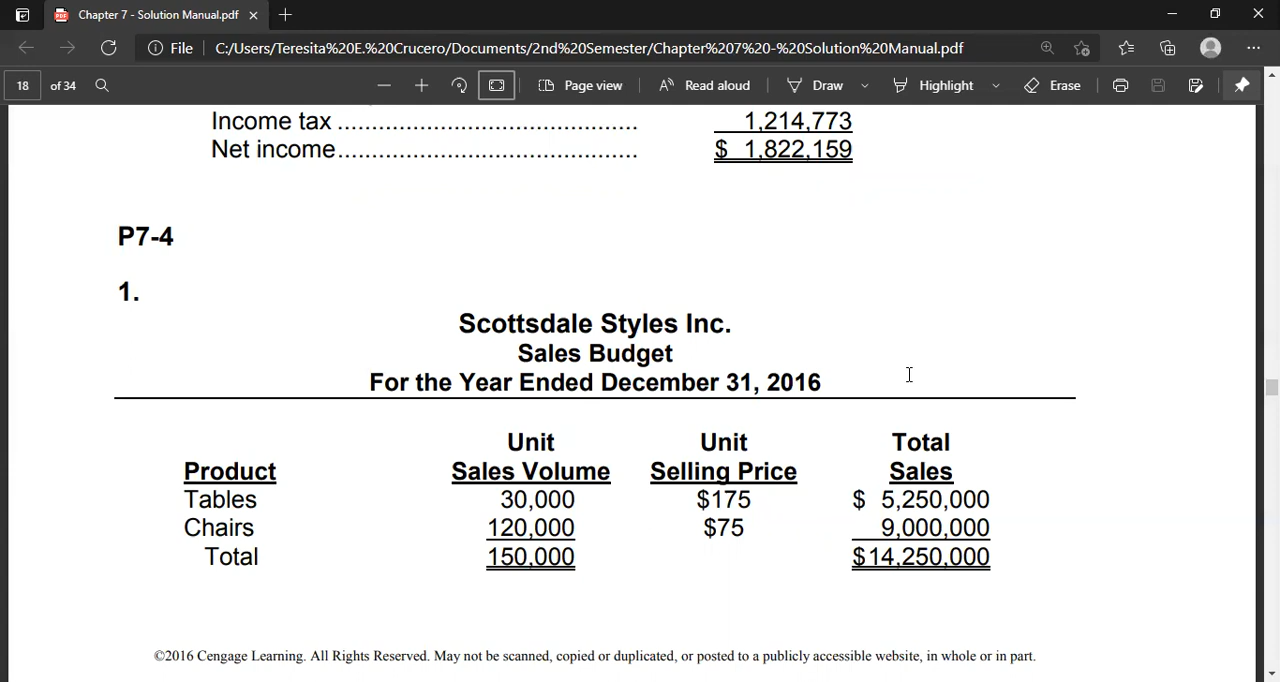 Chapter 7 - Solution Manual.pdf
File C:/Users/Teresita%20E.%20Crucero/Documents/2nd%20Semester/Chapter%207%20-%20Solution%20Manual.pdf
18 of 34 Page view Read aloud Draw Highlight Erase
Income tax ........................................... 1,214,773
Net income........................................... $ 1,822,159
P7-4
1.
Scottsdale Styles Inc.
Sales Budget
For the Year Ended December 31, 2016
Unit Unit Total
Product Sales Volume Selling Price Sales
Tables 30,000 $175 $ 5,250,000
Chairs 120,000 $75 9,000,000
Total 150,000 $14,250,000
©2016 Cengage Learning. All Rights Reserved. May not be scanned, copied or duplicated, or posted to a publicly accessible website, in whole or in part.